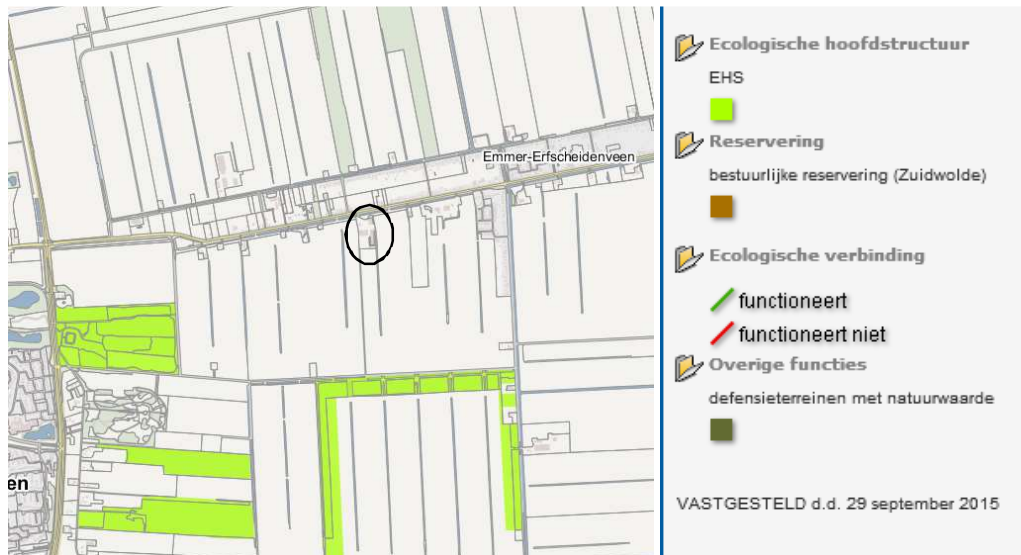 Emmer-Erfscheidenveen
en
Ecologische hoofdstructuur
EHS
Reservering
bestuurlijke reservering (Zuidwolde)
Ecologische verbinding
functioneert
functioneert niet
Overige functies
defensieterreinen met natuurwaarde
VASTGESTELD d.d. 29 september 2015